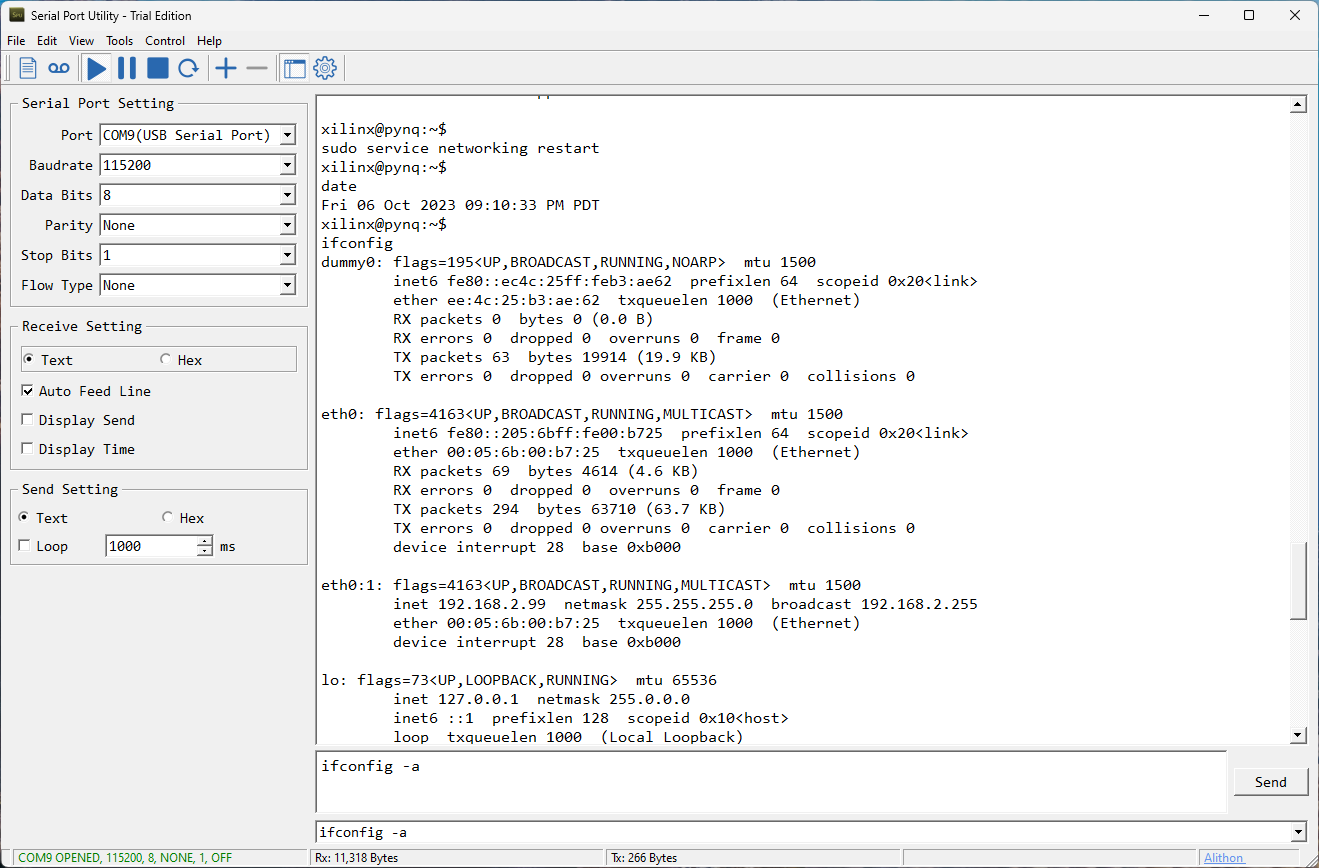 Serial Port Utility - Trial Edition
File Edit View Tools Control Help
Serial Port Setting
Port COM9(USB Serial Port)
Baudrate 115200
Data Bits 8
Parity None
Stop Bits 1
Flow Type None
Receive Setting
Text Hex
Auto Feed Line
Display Send
Display Time
Send Setting
Text Hex
Loop 1000 ms
xilinx@pynq:~$
sudo service networking restart
xilinx@pynq:~$
date
Fri 06 Oct 2023 09:10:33 PM PDT
xilinx@pynq:~$
ifconfig
dummy0: flags=195<UP,BROADCAST,RUNNING,NOARP>  mtu 1500
        inet6 fe80::ec4c:25ff:feb3:ae62  prefixlen 64  scopeid 0x20<link>
        ether ee:4c:25:b3:ae:62  txqueuelen 1000  (Ethernet)
        RX packets 0  bytes 0 (0.0 B)
        RX errors 0  dropped 0  overruns 0  frame 0
        TX packets 63  bytes 19914 (19.9 KB)
        TX errors 0  dropped 0 overruns 0  carrier 0  collisions 0
eth0: flags=4163<UP,BROADCAST,RUNNING,MULTICAST>  mtu 1500
        inet6 fe80::205:6bff:fe00:b725  prefixlen 64  scopeid 0x20<link>
        ether 00:05:6b:00:b7:25  txqueuelen 1000  (Ethernet)
        RX packets 69  bytes 4614 (4.6 KB)
        RX errors 0  dropped 0  overruns 0  frame 0
        TX packets 294  bytes 63710 (63.7 KB)
        TX errors 0  dropped 0 overruns 0  carrier 0  collisions 0
        device interrupt 28  base 0xb000
eth0:1: flags=4163<UP,BROADCAST,RUNNING,MULTICAST>  mtu 1500
        inet 192.168.2.99  netmask 255.255.255.0  broadcast 192.168.2.255
        ether 00:05:6b:00:b7:25  txqueuelen 1000  (Ethernet)
        device interrupt 28  base 0xb000
lo: flags=73<UP,LOOPBACK,RUNNING>  mtu 65536
        inet 127.0.0.1  netmask 255.0.0.0
        inet6 ::1  prefixlen 128  scopeid 0x10<host>
        loop  txqueuelen 1000  (Local Loopback)
ifconfig -a
Send
ifconfig -a
COM9 OPENED, 115200, 8, NONE, 1, OFF Rx: 11,318 Bytes Tx: 266 Bytes Alithon